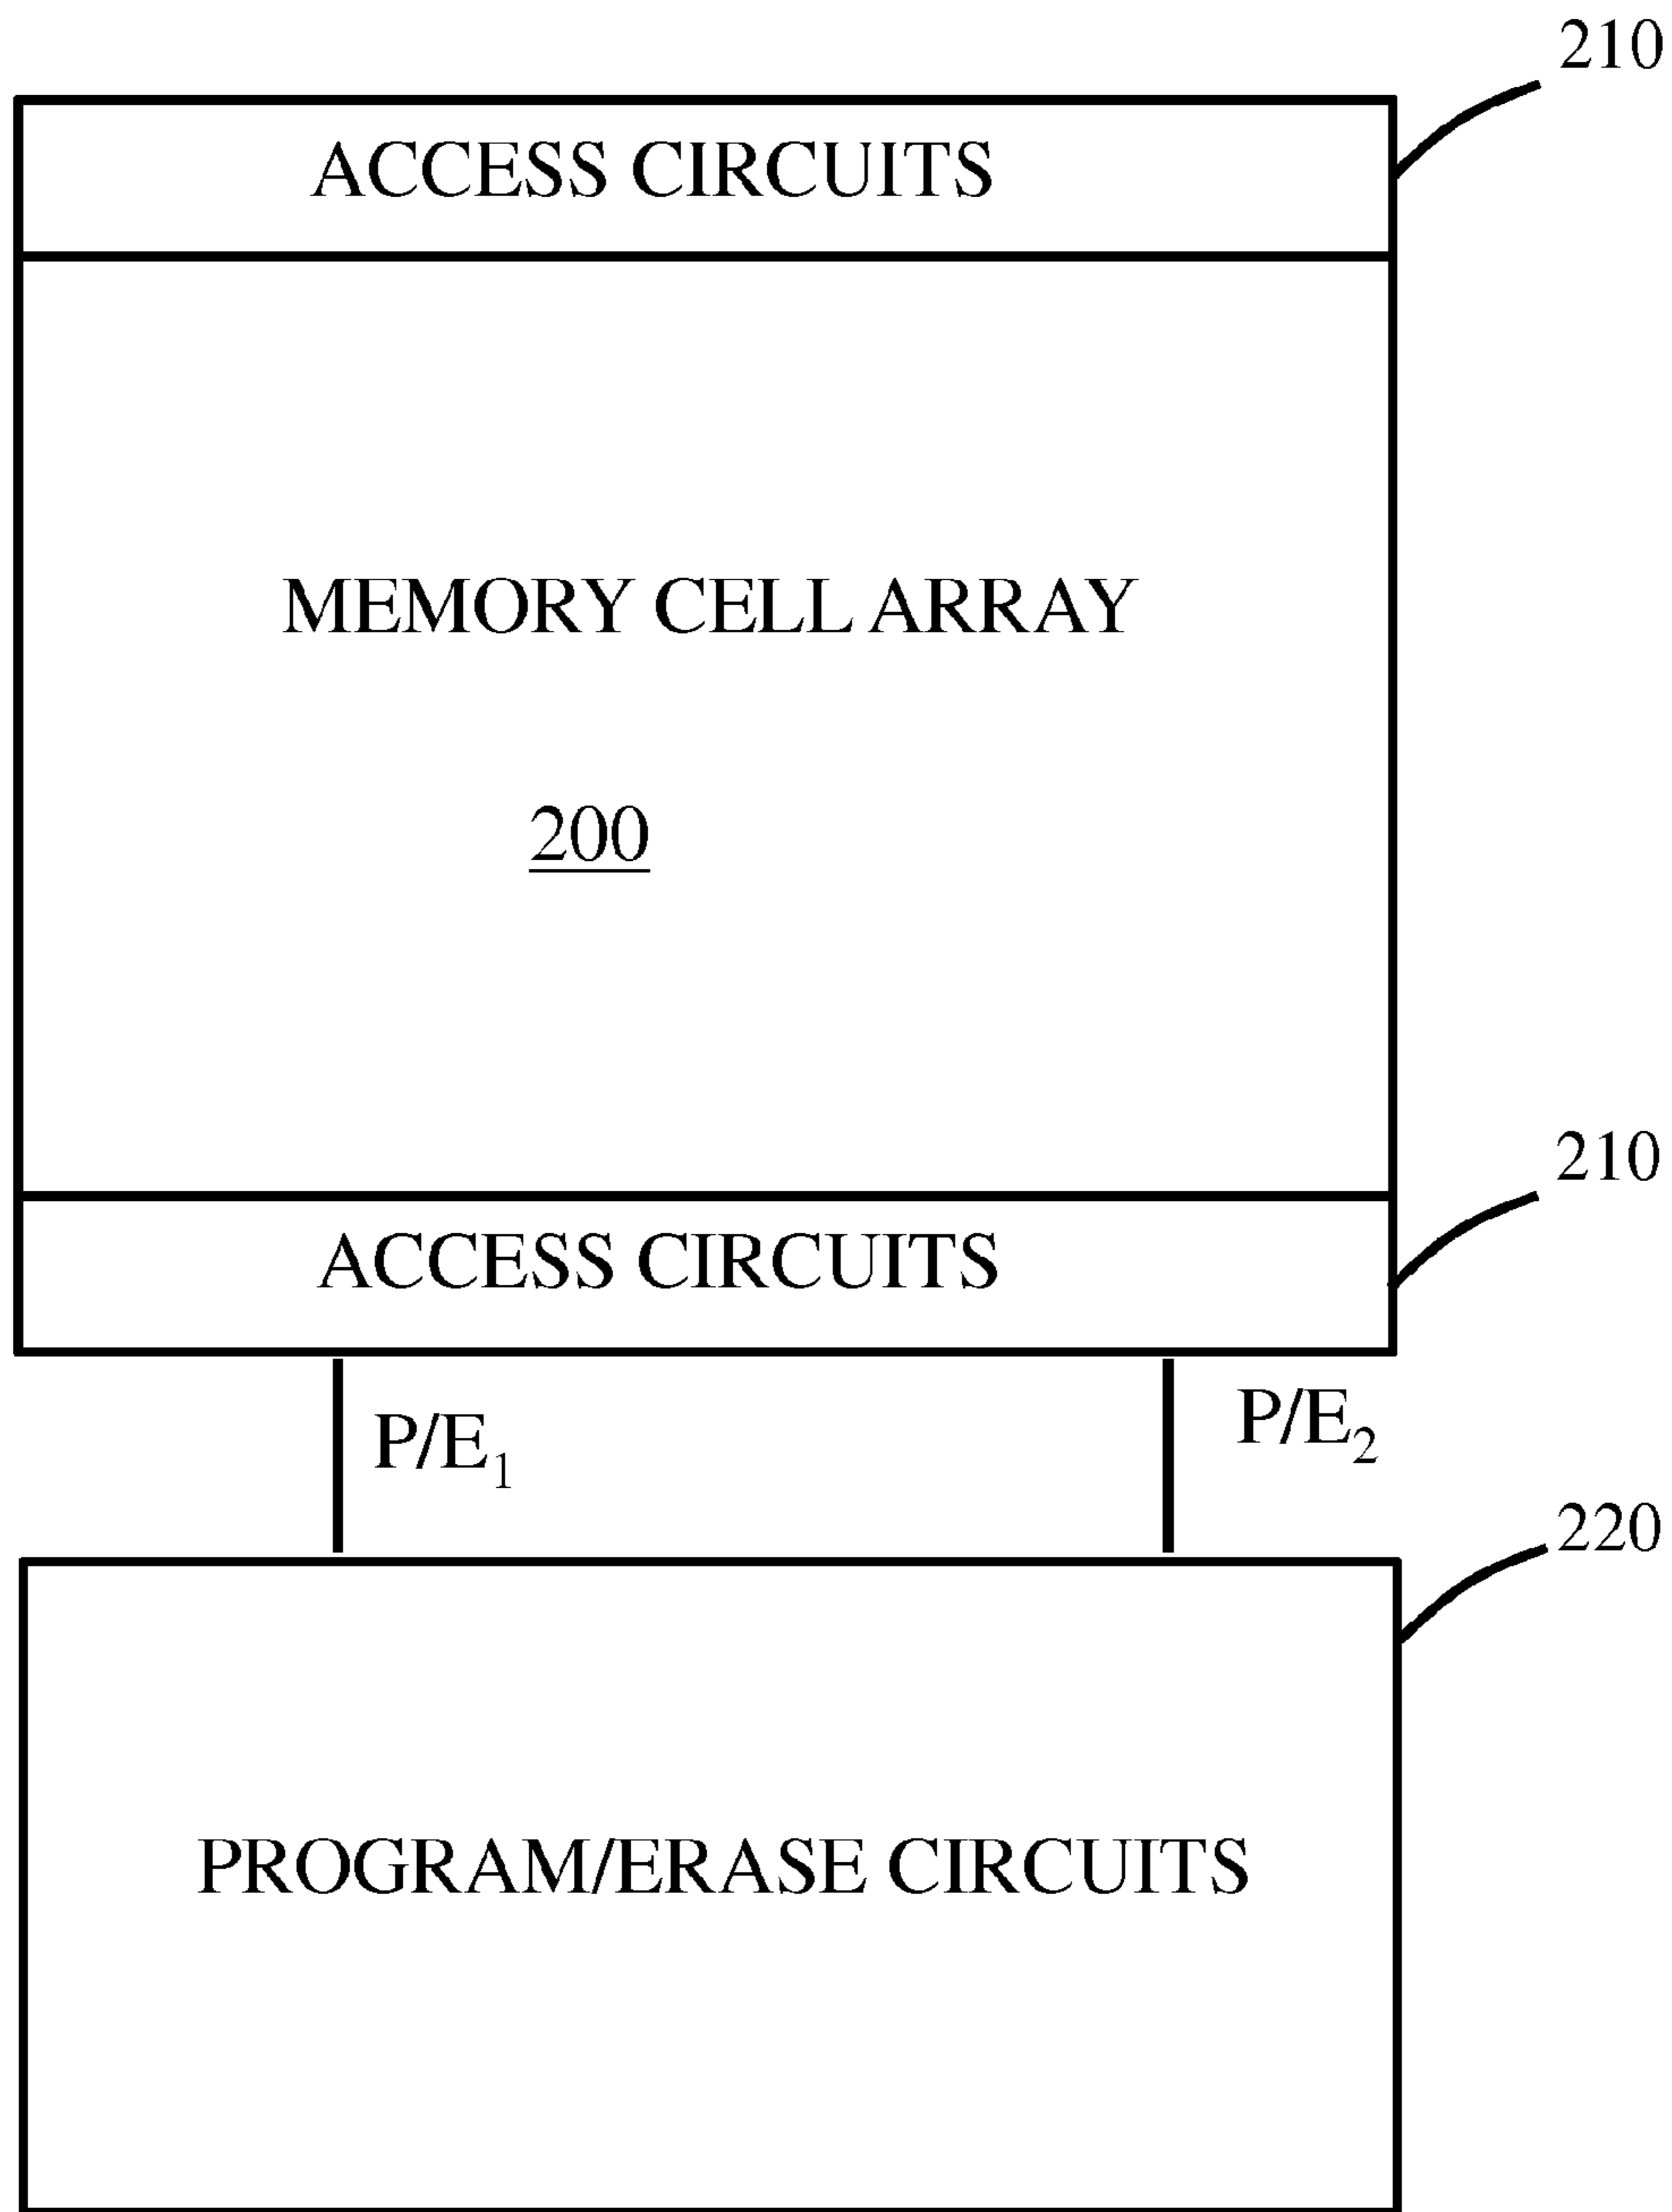 210
ACCESS CIRCUITS
MEMORY CELL ARRAY
200
210
ACCESS CIRCUITS
P/E₁
P/E₂
220
PROGRAM/ERASE CIRCUITS